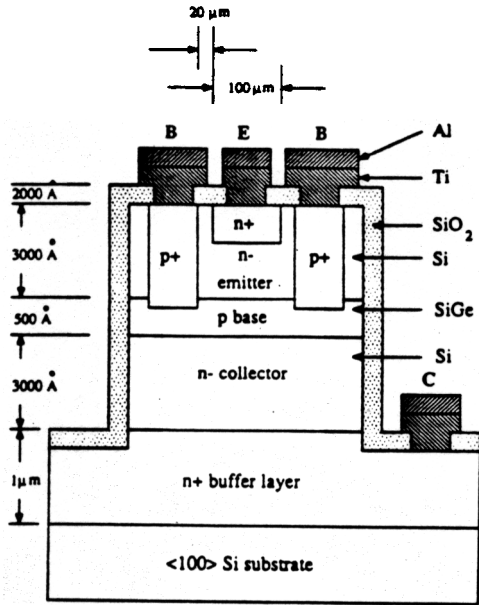 20 μm
100 μm
B E B
Al
Ti
2000 Å
SiO2
n+
3000 Å
p+ n- p+
Si
emitter
500 Å
p base
SiGe
Si
3000 Å
n- collector
C
1μm
n+ buffer layer
<100> Si substrate